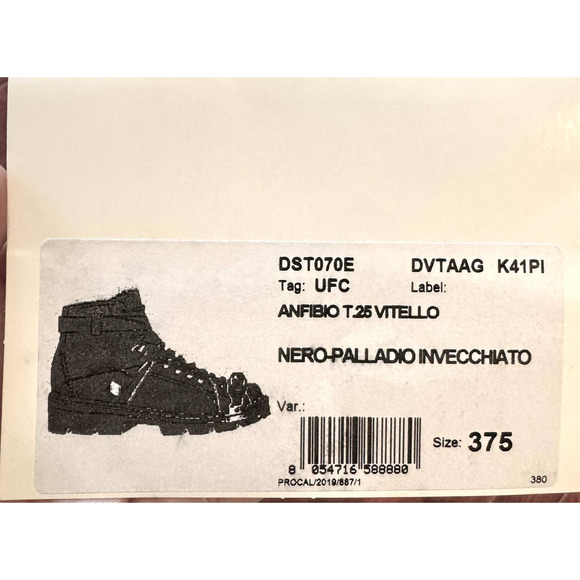 DST070E DVTAAG K41PI
Tag: UFC Label:
ANFIBIO T.25 VITELLO
NERO-PALLADIO INVECCHIATO
Var.:
Size: 375
8 054716 588880
PROCAL/2019/887/1
380